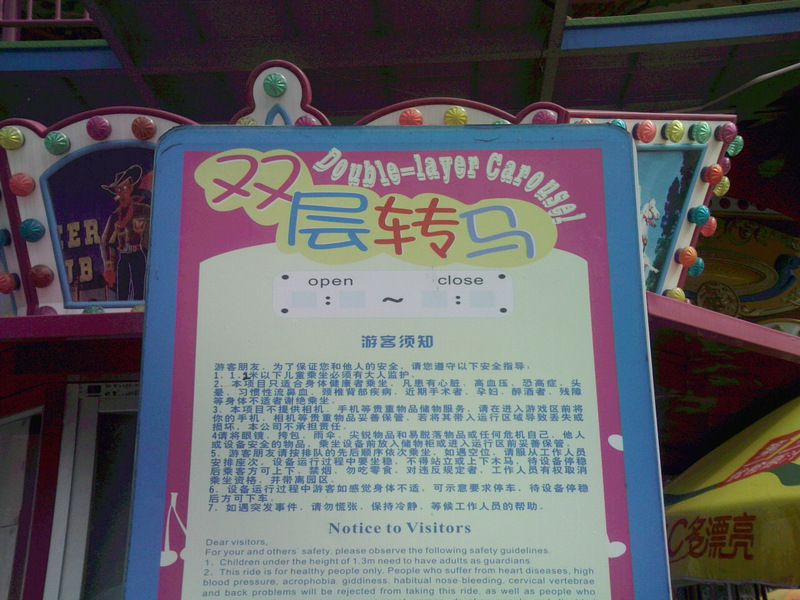 双层转马
Double-layer Carousel
open close
: ~ :
游客须知
游客朋友，为了保证您和他人的安全，请您遵守以下安全指导：
1、1.1米以下儿童乘坐必须有大人监护。
2、本项目只适合身体健康者乘坐，凡患有心脏、高血压、恐高症、头
晕、习惯性流鼻血、颈椎背部疾病、近期手术者、孕妇、醉酒者、残障
等身体不适者谢绝乘坐。
3、本项目不提供相机、手机等贵重物品储物服务，请在进入游戏区前将
你的手机、相机等贵重物品妥善保管。若将其带入运行区域导致丢失或
损坏，本公司不承担责任。
4请将眼镜、挎包、雨伞、尖锐物品和易脱落物品或任何危机自己、他人
或设备安全的物品，乘坐设备前放入储物柜或进入运行区前妥善保管。
5、游客朋友请按排队的先后顺序依次乘坐，如遇空位，请服从工作人员
安排座次。设备运行过程中要坐稳，不得站立或上下木马，待设备停稳
后乘客方可上下，禁烟、勿吃零食，对违反规定者，工作人员有权取消
乘坐资格，并带离园区。
6、设备运行过程中游客如感觉身体不适，可示意要求停车，待设备停稳
后方可下车。
7、如遇突发事件，请勿慌张，保持冷静，等候工作人员的帮助。
Notice to Visitors
Dear visitors,
For your and others' safety, please observe the following safety guidelines.
1、Children under the height of 1.3m need to have adults as guardians
2、This ride is for healthy people only. People who suffer from heart diseases, high
blood pressure, acrophobia, giddiness, habitual nose-bleeding, cervical vertebrae
and back problems will be rejected from taking this ride, as well as people who
C名漂亮